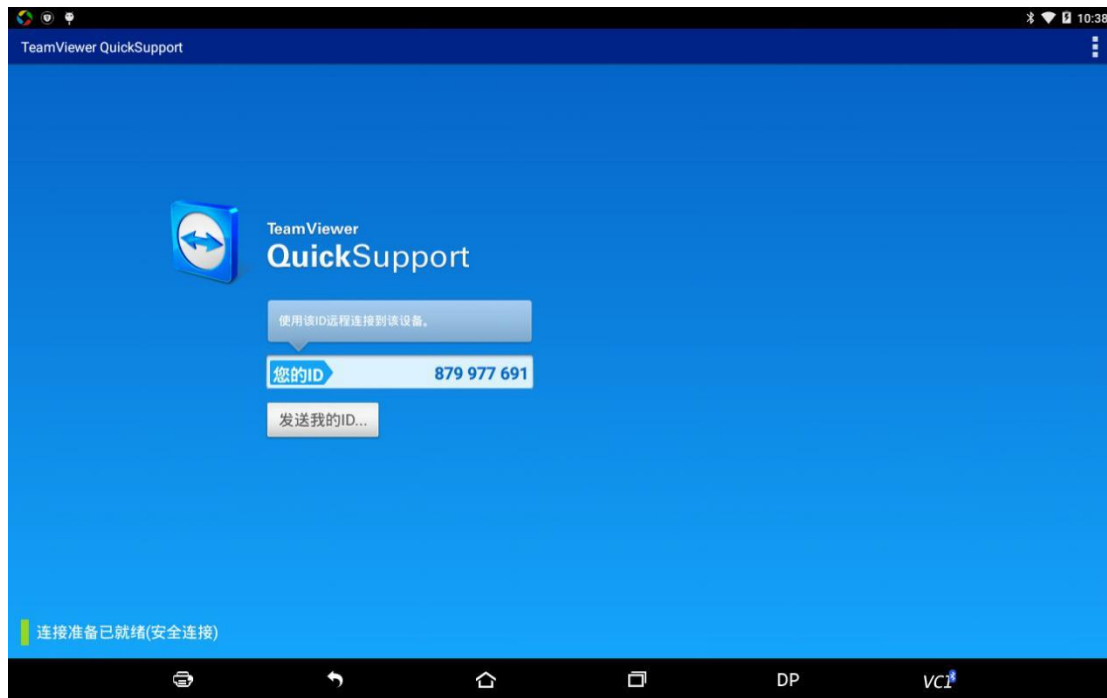 10:38
TeamViewer QuickSupport
TeamViewer
QuickSupport
使用该ID远程连接到该设备。
您的ID 879 977 691
发送我的ID...
连接准备已就绪(安全连接)
DP VCI